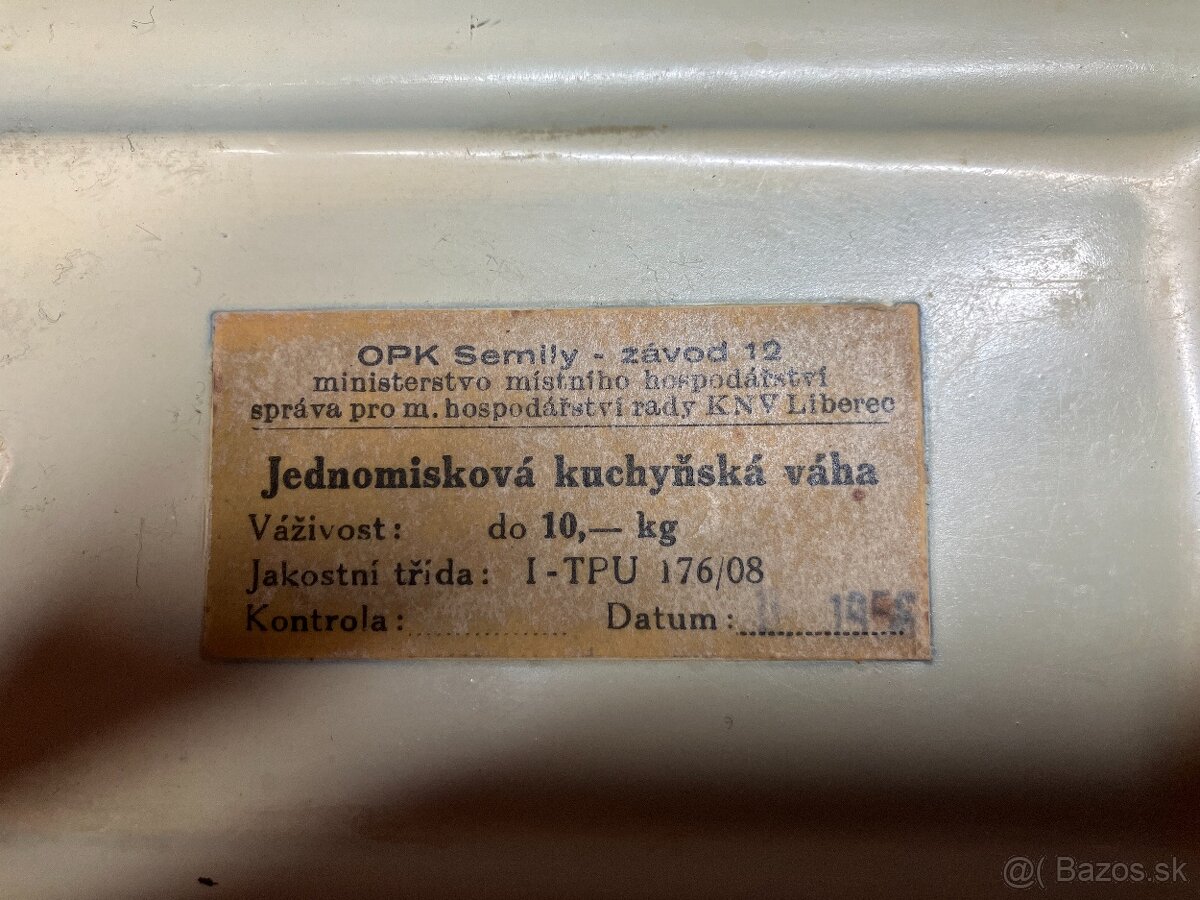 OPK Semily - závod 12
ministerstvo místního hospodářství
správa pro m. hospodářství rady KNV Liberec
Jednomisková kuchyňská váha
Váživost: do 10,— kg
Jakostní třída: I-TPU 176/08
Kontrola: Datum:
@( Bazos.sk